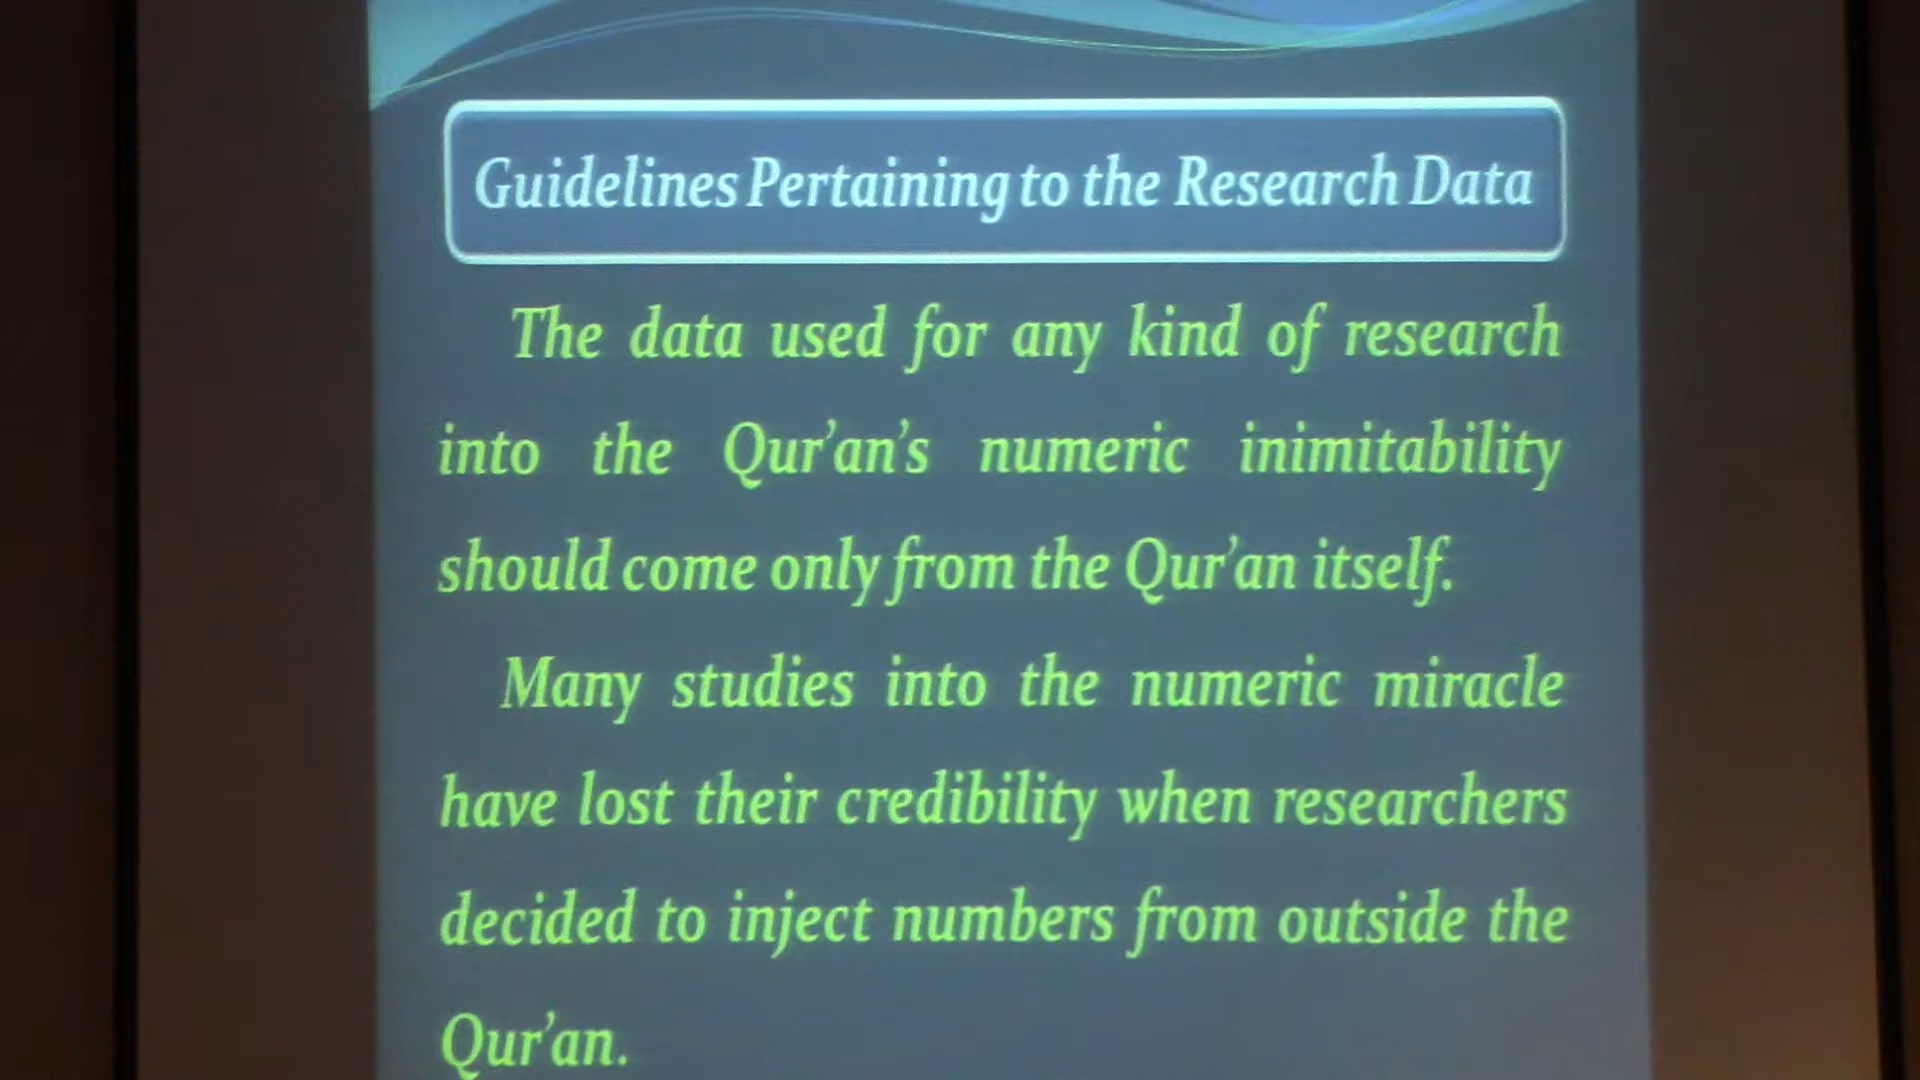 Guidelines Pertaining to the Research Data
The data used for any kind of research
into the Qur’an’s numeric inimitability
should come only from the Qur’an itself.
Many studies into the numeric miracle
have lost their credibility when researchers
decided to inject numbers from outside the
Qur’an.